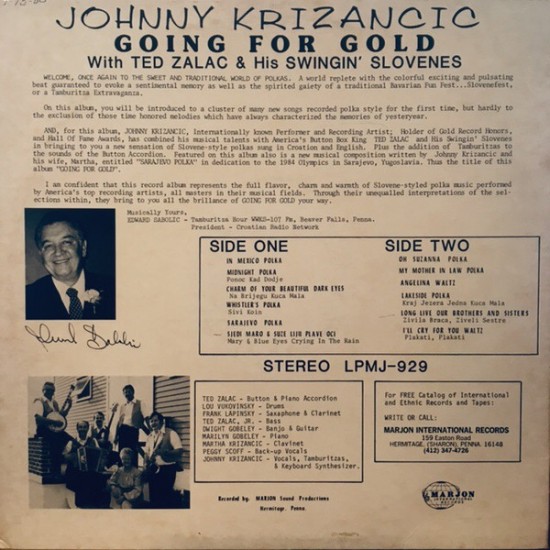 JOHNNY KRIZANCIC
GOING FOR GOLD
With TED ZALAC & His SWINGIN' SLOVENES
WELCOME, ONCE AGAIN TO THE SWEET AND TRADITIONAL WORLD OF POLKAS. A world replete with the colorful exciting and pulsating
beat guaranteed to evoke a sentimental memory as well as the spirited gaiety of a traditional Bavarian Fun Fest...Slovenefest,
or a Tamburitza Extravaganza.
On this album, you will be introduced to a cluster of many new songs recorded polka style for the first time, but hardly to
the exclusion of those time honored melodies which have always characterized the memories of yesteryear.
AND, for this album, JOHNNY KRIZANCIC, Internationally known Performer and Recording Artist; Holder of Gold Record Honors,
and Hall Of Fame Awards, has combined his musical talents with America's Button Box King TED ZALAC and His Swingin' Slovenes
in bringing to you a new sensation of Slovene-style polkas sung in Croatian and English. Plus the addition of Tamburitzas to
the sounds of the Button Accordion. Featured on this album also is a new musical composition written by Johnny Krizancic and
his wife, Martha, entitled "SARAJEVO POLKA" in dedication to the 1984 Olympics in Sarajevo, Yugoslavia. Thus the title of this
album "GOING FOR GOLD".
I am confident that this record album represents the full flavor, charm and warmth of Slovene-style polka music performed
by America's top recording artists, all masters in their musical fields. Through their unequalled interpretations of the sel-
ections within, they bring to you all the brilliance of GOING FOR GOLD your way.
Musically Yours,
EDWARD SABOLIC - Tamburitza Hour WWKS-107 Fm, Beaver Falls, Penna.
President - Croatian Radio Network
SIDE ONE
IN MEXICO POLKA
MIDNIGHT POLKA
Ponoc Kad Dodje
CHARM OF YOUR BEAUTIFUL DARK EYES
Na Brijegu Kuca Mala
WHISTLER'S POLKA
Sivi Koin
SARAJEVO POLKA
SJEDI MARO & SUZE LIJU PLAVE OCI
Mary & Blue Eyes Crying In The Rain
SIDE TWO
OH SUZANNA POLKA
MY MOTHER IN LAW POLKA
ANGELINA WALTZ
LAKESIDE POLKA
Kraj Jezera Jedna Kuca Mala
LONG LIVE OUR BROTHERS AND SISTERS
Zivila Braca, Ziveli Sestre
I'LL CRY FOR YOU WALTZ
Plakati, Plakati
STEREO LPMJ-929
TED ZALAC - Button & Piano Accordion
LOU VUKOVINSKY - Drums
FRANK LAPINSKY - Saxophone & Clarinet
TED ZALAC, JR. - Bass
DWIGHT GOBELEY - Banjo & Guitar
MARILYN GOBELEY - Piano
MARTHA KRIZANCIC - Clavinet
PEGGY SCOFF - Back-up Vocals
JOHNNY KRIZANCIC - Vocals, Tamburitzas,
& Keyboard Synthesizer.
For FREE Catalog of International
and Ethnic Records and Tapes:
WRITE OR CALL:
MARJON INTERNATIONAL RECORDS
159 Easton Road
HERMITAGE, (SHARON), PENNA. 16148
(412) 347-4726
Recorded by: MARJON Sound Productions
Hermitage, Penna.
MARJON
INTERNATIONAL
RECORDS